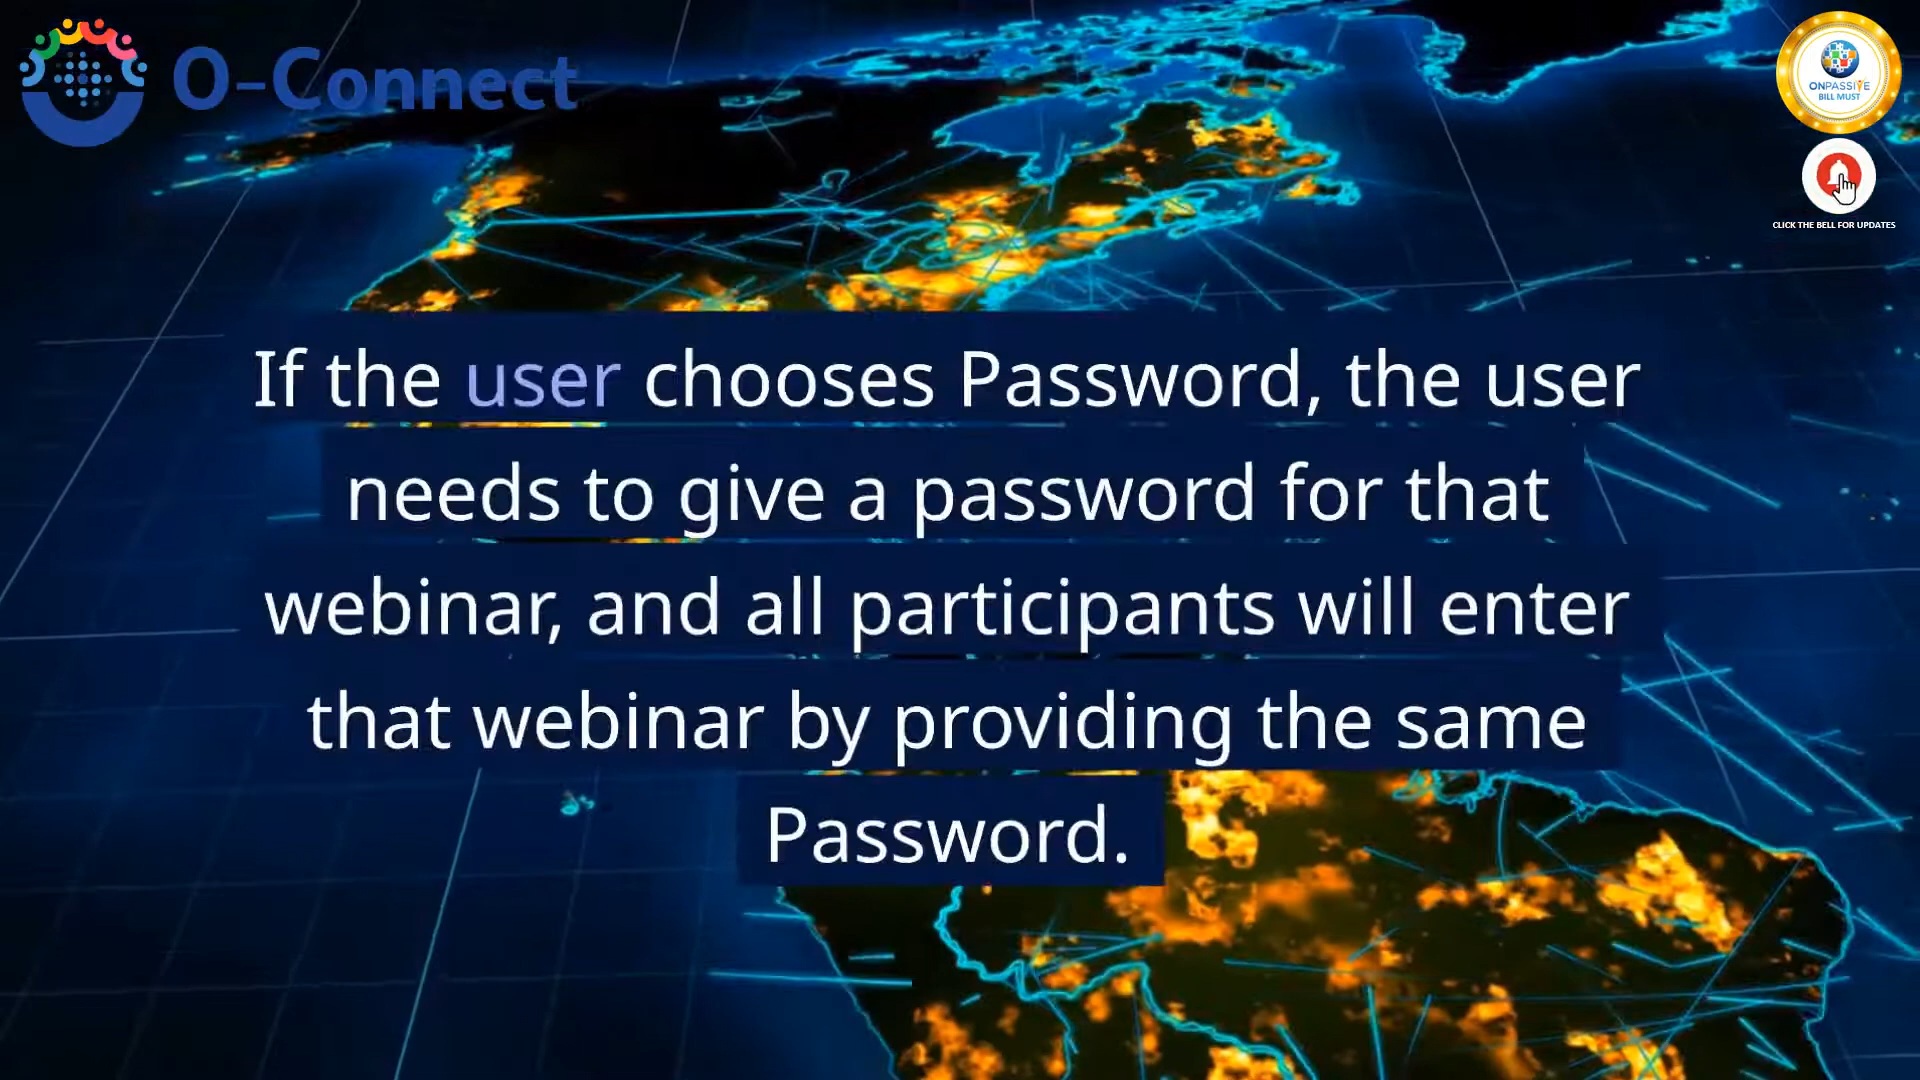 O-Connect
ONPASSIVE
BILL MUST
CLICK THE BELL FOR UPDATES
If the user chooses Password, the user
needs to give a password for that
webinar, and all participants will enter
that webinar by providing the same
Password.